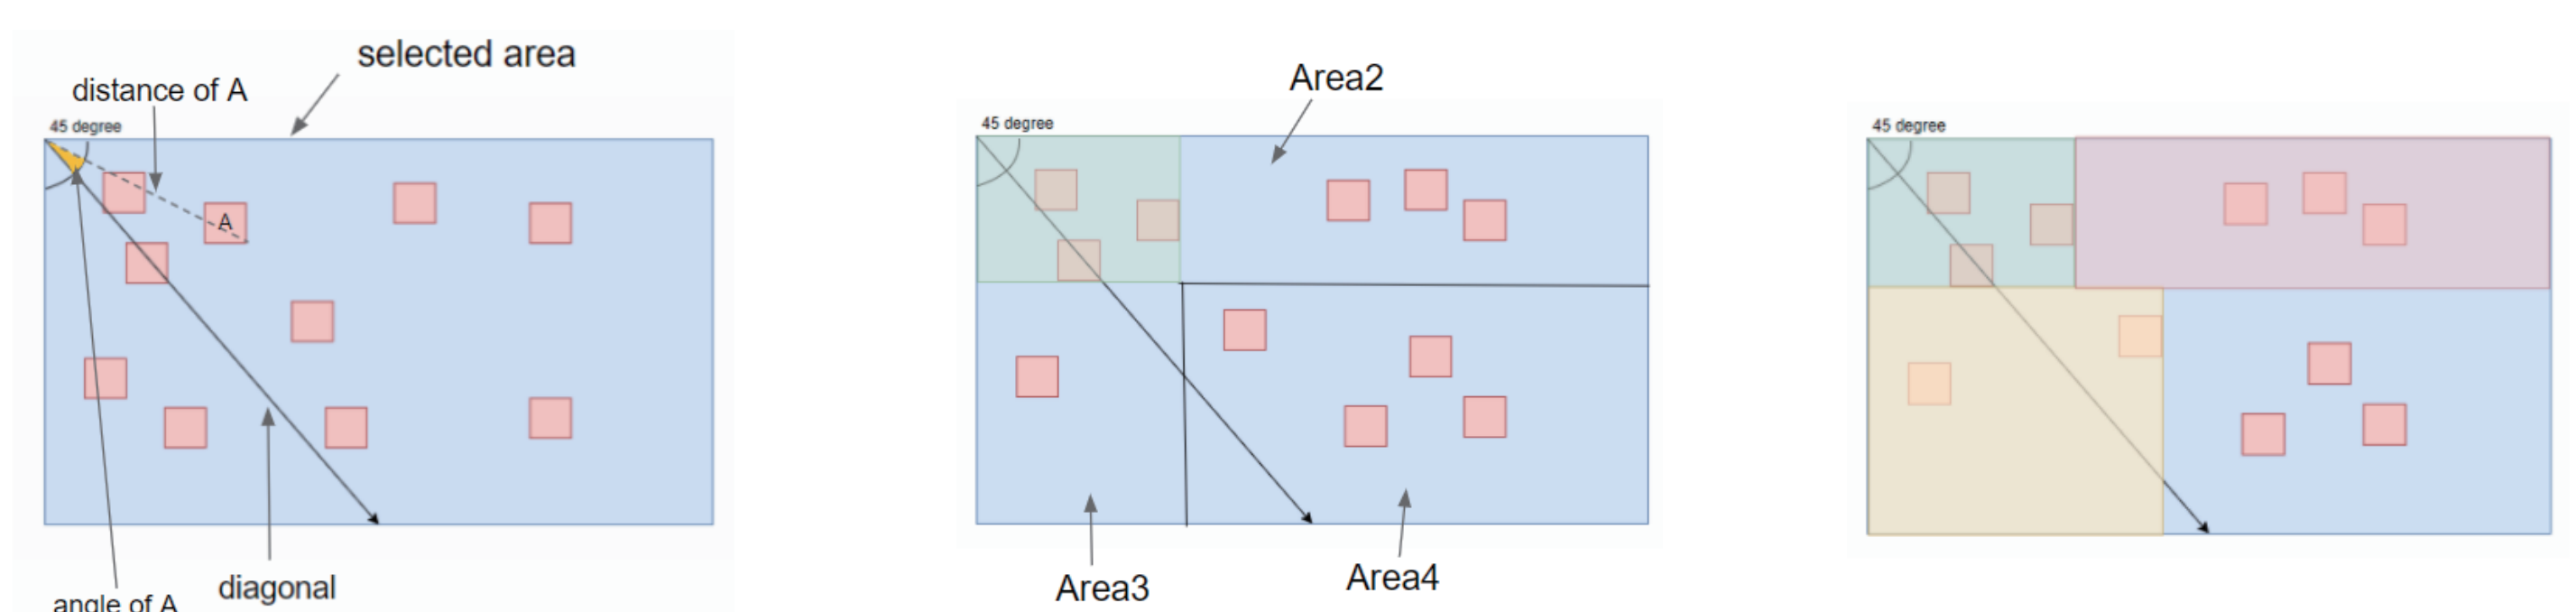 selected area
distance of A
45 degree
A
angle of A
diagonal
Area2
45 degree
Area3
Area4
45 degree